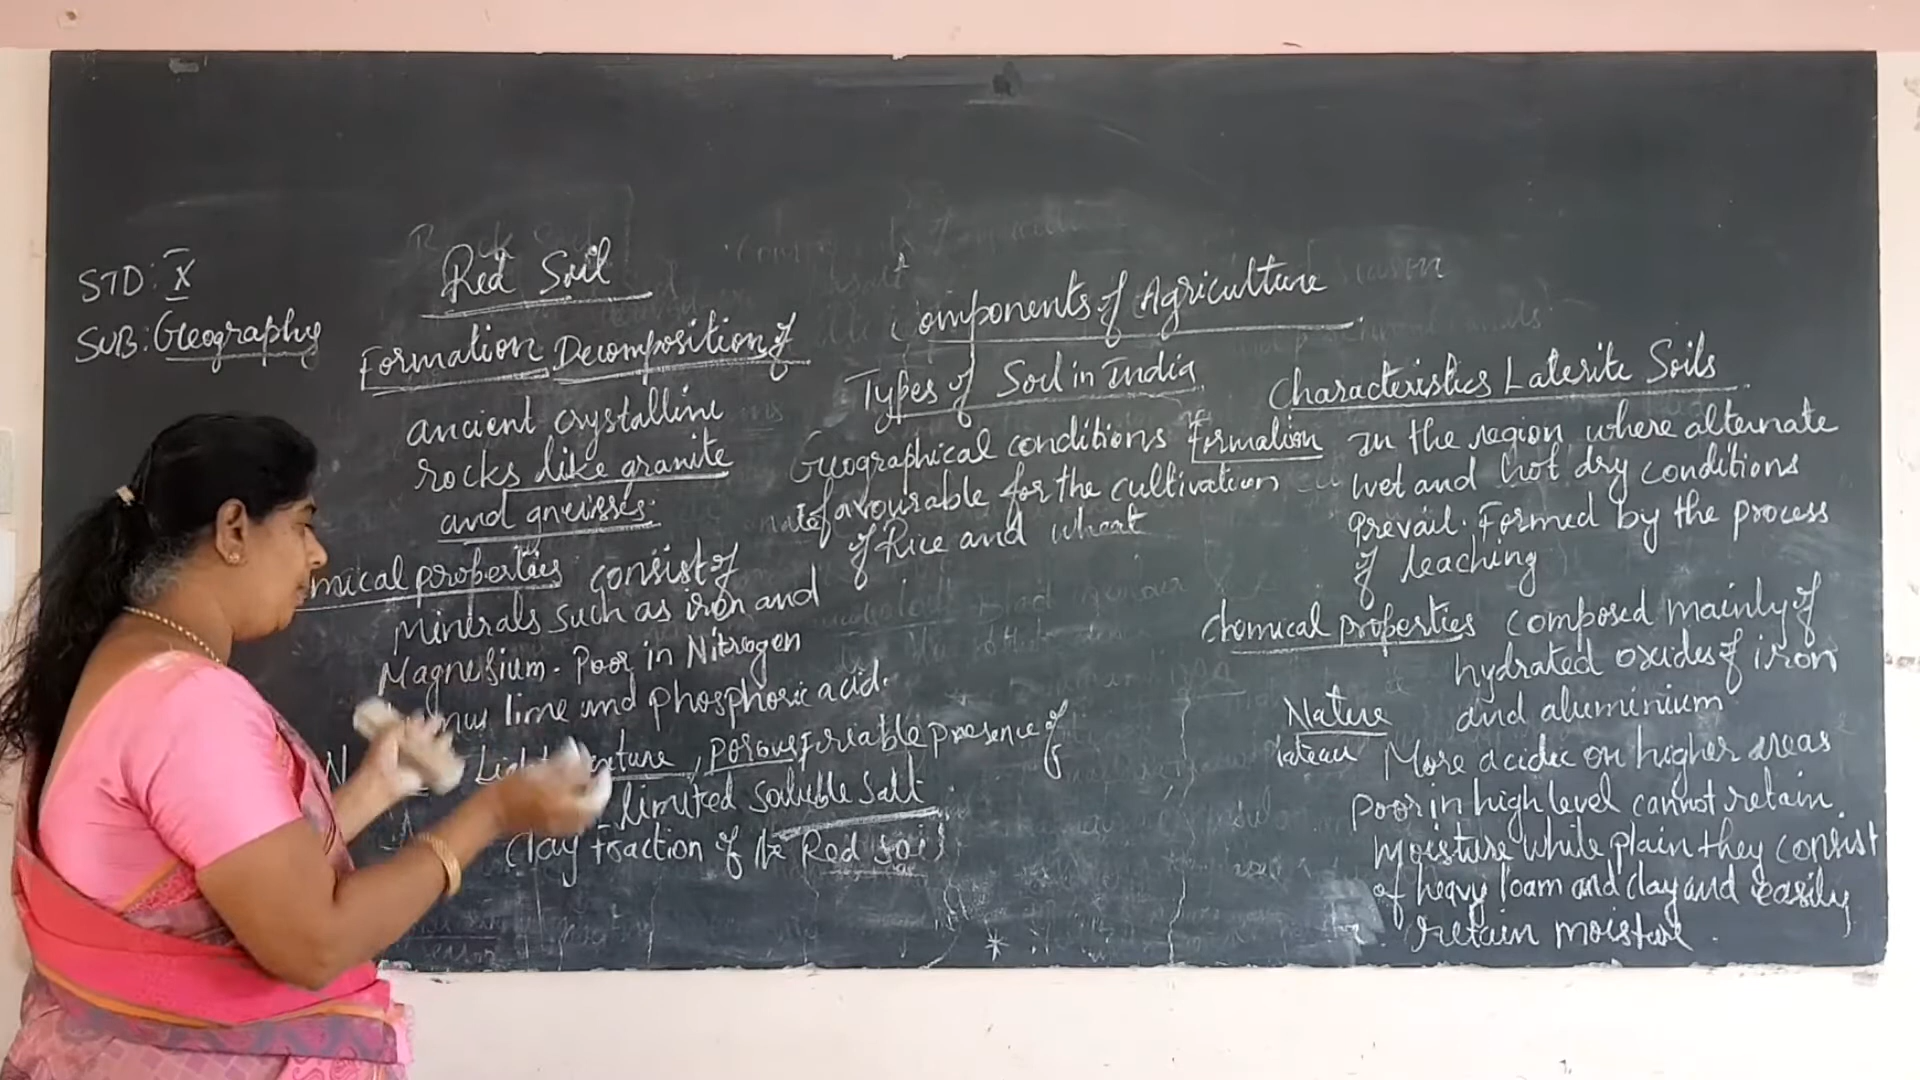 STD: X
SUB: Geography
Red Soil
Formation Decomposition of
ancient crystalline
rocks like granite
and gneisses.
mical properties consist of
Minerals such as iron and
Magnesium. Poor in Nitrogen
lime and phosphoric acid.
Light, porous friable presence of
limited Soluble Salt
Clay fraction of the Red soil
Components of Agriculture
Types of Soil in India
Geographical conditions
favourable for the cultivation
of Rice and wheat
Characteristics Laterite Soils
Formation In the region where alternate
wet and hot dry conditions
Prevail. Formed by the process
of leaching
Chemical properties composed mainly of
hydrated oxides of iron
and aluminium
Nature
More acidic on higher areas
Poor in high level cannot retain
Moisture while plain they consist
of heavy loam and clay and easily
retain moisture.